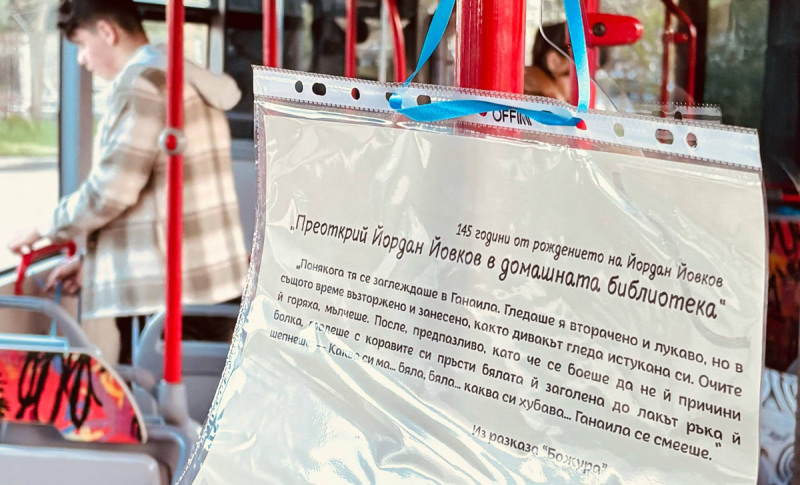 OFFIM
145 години от рождението на Йордан Йовков
„Преоткрий Йордан Йовков в домашната библиотека“
„Понякога тя се заглеждаше в Ганаила. Гледаше я вторачено и лукаво, но в
същото време възторжено и занесено, както дивакът гледа истукана си. Очите
ѝ горяха, мълчеше. После, предпазливо, като че се боеше да не ѝ причини
болка, гледеше с коравите си пръсти бялата ѝ заголена до лакът ръка ѝ
шепнеше: Каква си ма... бяла, бяла... каква си хубава... Ганаила се смееше.“
Из разказа "Божура"